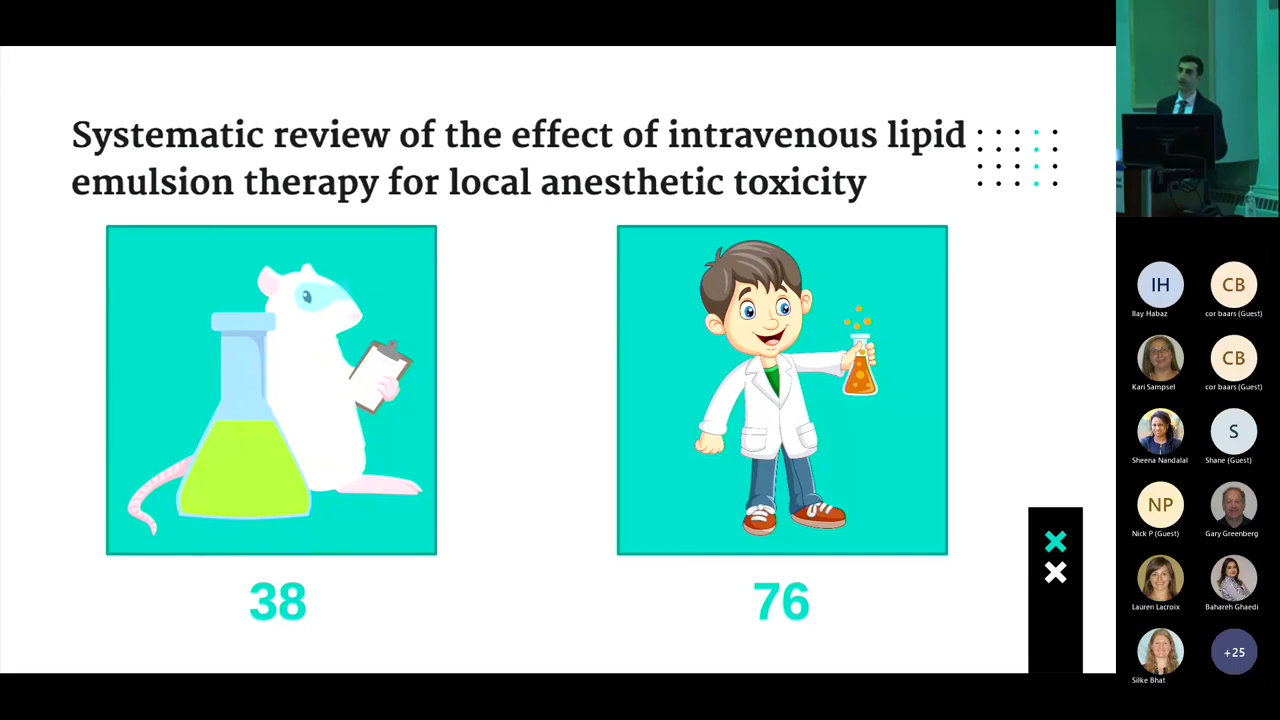 Systematic review of the effect of intravenous lipid
emulsion therapy for local anesthetic toxicity
38
76
IH
Ilay Habaz
CB
cor baars (Guest)
Kari Sampsel
CB
cor baars (Guest)
Sheena Nandalal
S
Shane (Guest)
NP
Nick P (Guest)
Gary Greenberg
Lauren Lacroix
Bahareh Ghaedi
Silke Bhat
+25